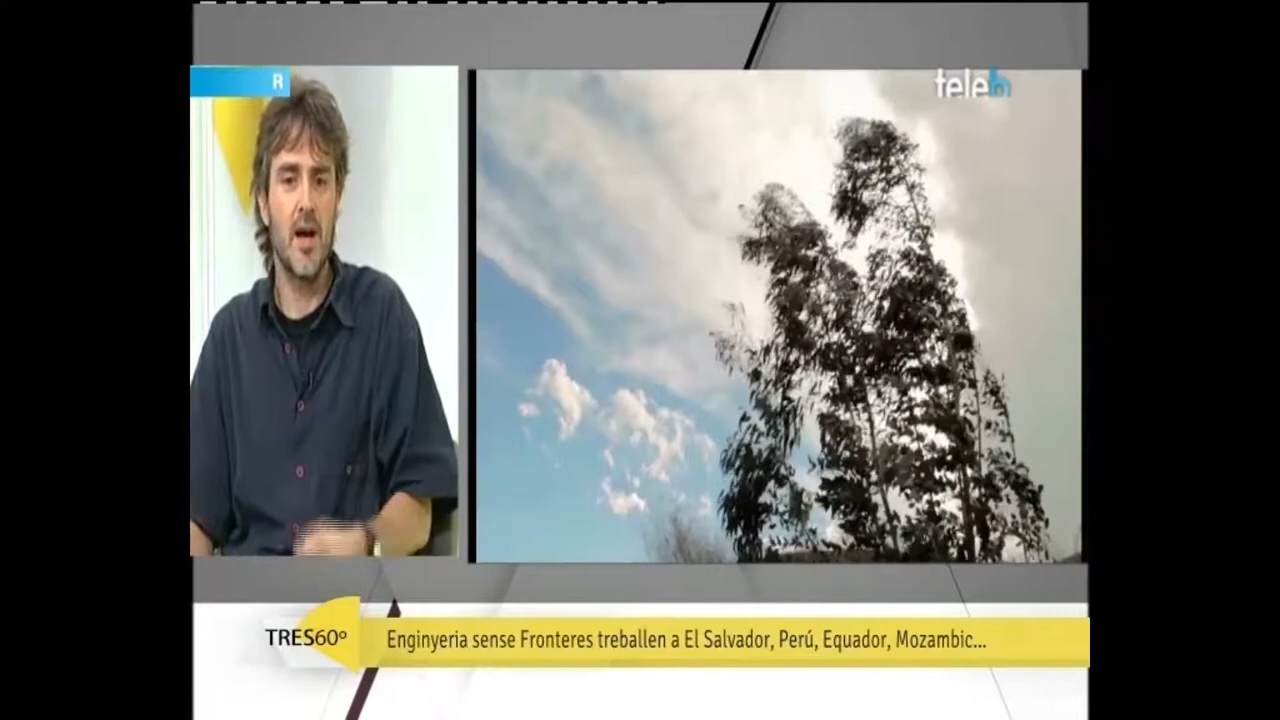 R
teleb
TRES60º
Enginyeria sense Fronteres treballen a El Salvador, Perú, Equador, Mozambic...